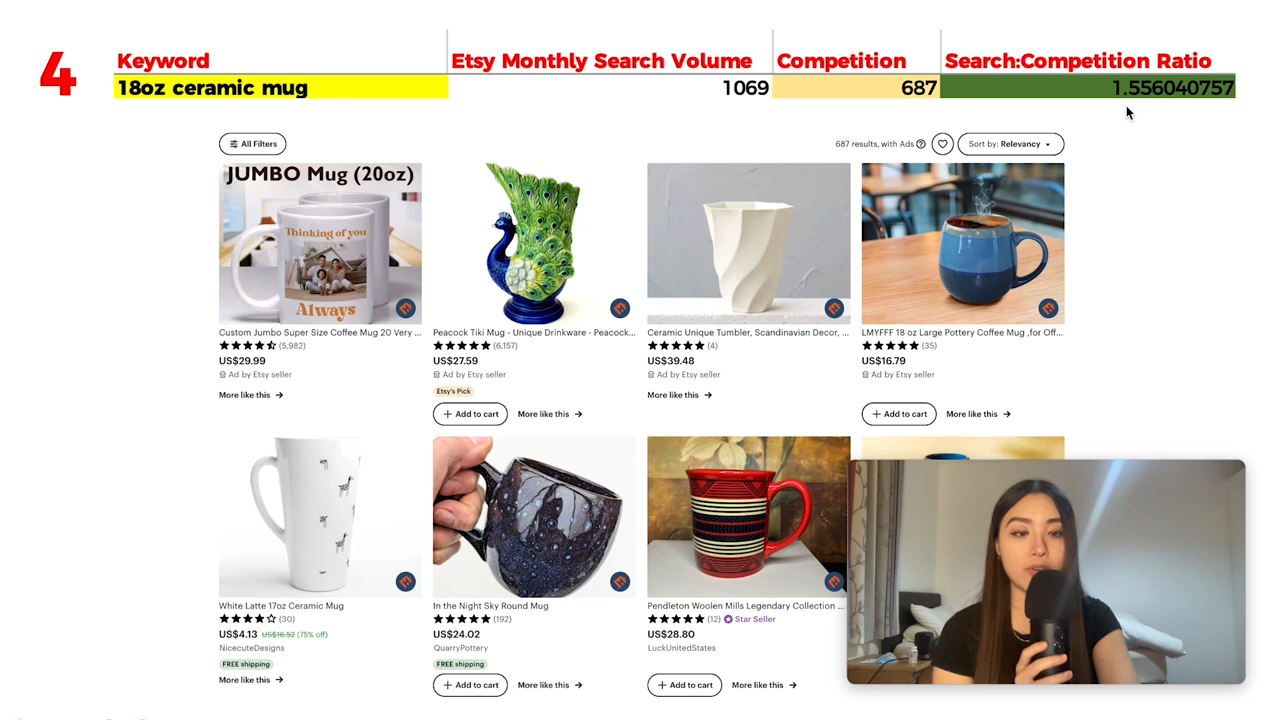 4
Keyword
Etsy Monthly Search Volume
Competition
Search:Competition Ratio
18oz ceramic mug
1069
687
1.556040757
All Filters
687 results, with Ads
Sort by: Relevancy
JUMBO Mug (20oz)
Thinking of you
Always
Custom Jumbo Super Size Coffee Mug 20 Very ...
(5,982)
US$29.99
Ad by Etsy seller
More like this →
Peacock Tiki Mug - Unique Drinkware - Peacock...
(6,157)
US$27.59
Ad by Etsy seller
Etsy's Pick
+ Add to cart
More like this →
Ceramic Unique Tumbler, Scandinavian Decor, ...
(4)
US$39.48
Ad by Etsy seller
More like this →
LMYFFF 18 oz Large Pottery Coffee Mug ,for Off...
(35)
US$16.79
Ad by Etsy seller
+ Add to cart
More like this →
White Latte 17oz Ceramic Mug
(30)
US$4.13 US$16.52 (75% off)
NicecuteDesigns
FREE shipping
More like this →
In the Night Sky Round Mug
(192)
US$24.02
QuarryPottery
FREE shipping
+ Add to cart
More like this →
Pendleton Woolen Mills Legendary Collection ...
(12) Star Seller
US$28.80
LuckUnitedStates
+ Add to cart
More like this →